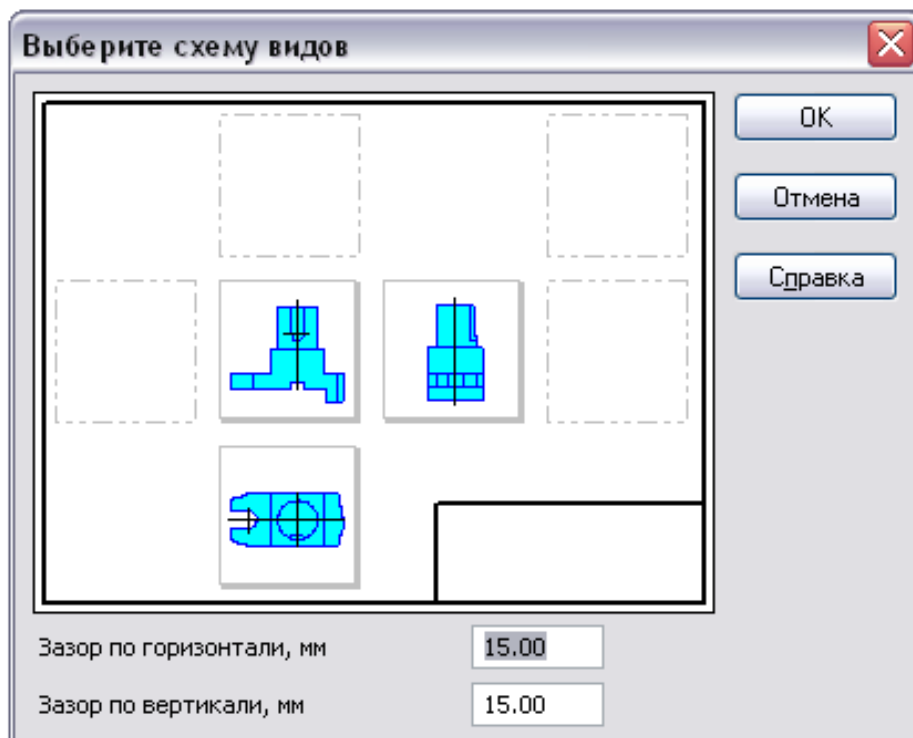 Выберите схему видов
OK
Отмена
Справка
Зазор по горизонтали, мм
15.00
Зазор по вертикали, мм
15.00